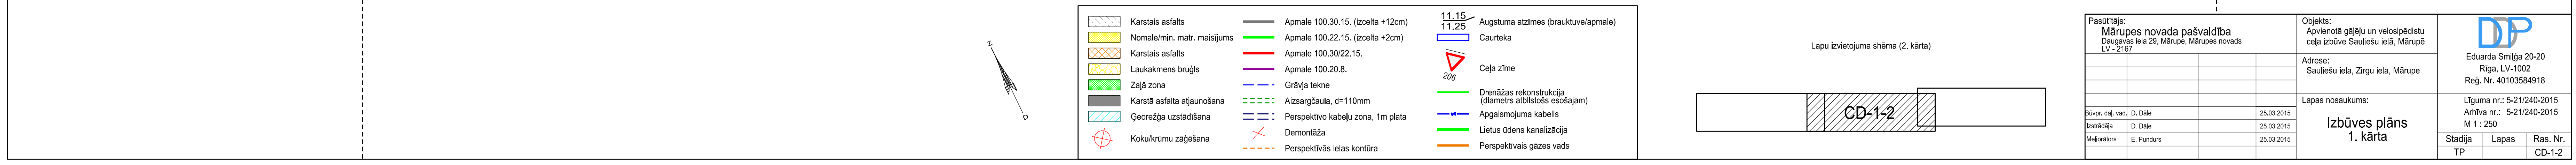 Z
D
Karstais asfalts
Nomale/min. matr. maisījums
Karstais asfalts
Laukakmens bruģis
Zaļā zona
Karstā asfalta atjaunošana
Ģeorežģa uzstādīšana
Koku/krūmu zāģēšana
Apmale 100.30.15. (izcelta +12cm)
Apmale 100.22.15. (izcelta +2cm)
Apmale 100.30/22.15.
Apmale 100.20.8.
Grāvja tekne
Aizsargčaula, d=110mm
Perspektīvo kabeļu zona, 1m plata
Demontāža
Perspektīvās ielas kontūra
11.15
11.25
Augstuma atzīmes (brauktuve/apmale)
Caurteka
206
Ceļa zīme
Drenāžas rekonstrukcija
(diametrs atbilstošs esošajam)
Apgaismojuma kabelis
Lietus ūdens kanalizācija
Perspektīvais gāzes vads
Lapu izvietojuma shēma (2. kārta)
CD-1-2
Pasūtītājs:
Mārupes novada pašvaldība
Daugavas iela 29, Mārupe, Mārupes novads
LV - 2167
Būvpr. daļ. vad. D. Dāle 25.03.2015
Izstrādāja D. Dāle 25.03.2015
Meliorātors E. Pundurs 25.03.2015
Objekts:
Apvienotā gājēju un velosipēdistu
ceļa izbūve Sauliešu ielā, Mārupē
Adrese:
Sauliešu iela, Zirgu iela, Mārupe
Lapas nosaukums:
Izbūves plāns
1. kārta
DDP
Eduarda Smiļģa 20-20
Rīga, LV-1002
Reģ. Nr. 40103584918
Līguma nr.: 5-21/240-2015
Arhīva nr.: 5-21/240-2015
M 1 : 250
Stadija Lapas Ras. Nr.
TP CD-1-2